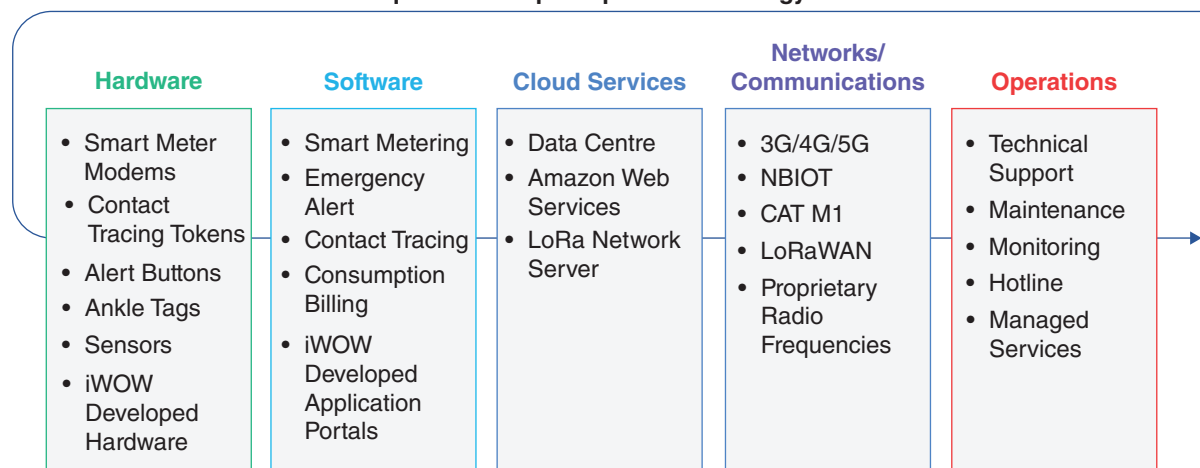 Hardware
• Smart Meter
Modems
• Contact
Tracing Tokens
• Alert Buttons
• Ankle Tags
• Sensors
• iWOW
Developed
Hardware
Software
• Smart Metering
• Emergency
Alert
• Contact Tracing
• Consumption
Billing
• iWOW
Developed
Application
Portals
Cloud Services
• Data Centre
• Amazon Web
Services
• LoRa Network
Server
Networks/
Communications
• 3G/4G/5G
• NBIOT
• CAT M1
• LoRaWAN
• Proprietary
Radio
Frequencies
Operations
• Technical
Support
• Maintenance
• Monitoring
• Hotline
• Managed
Services